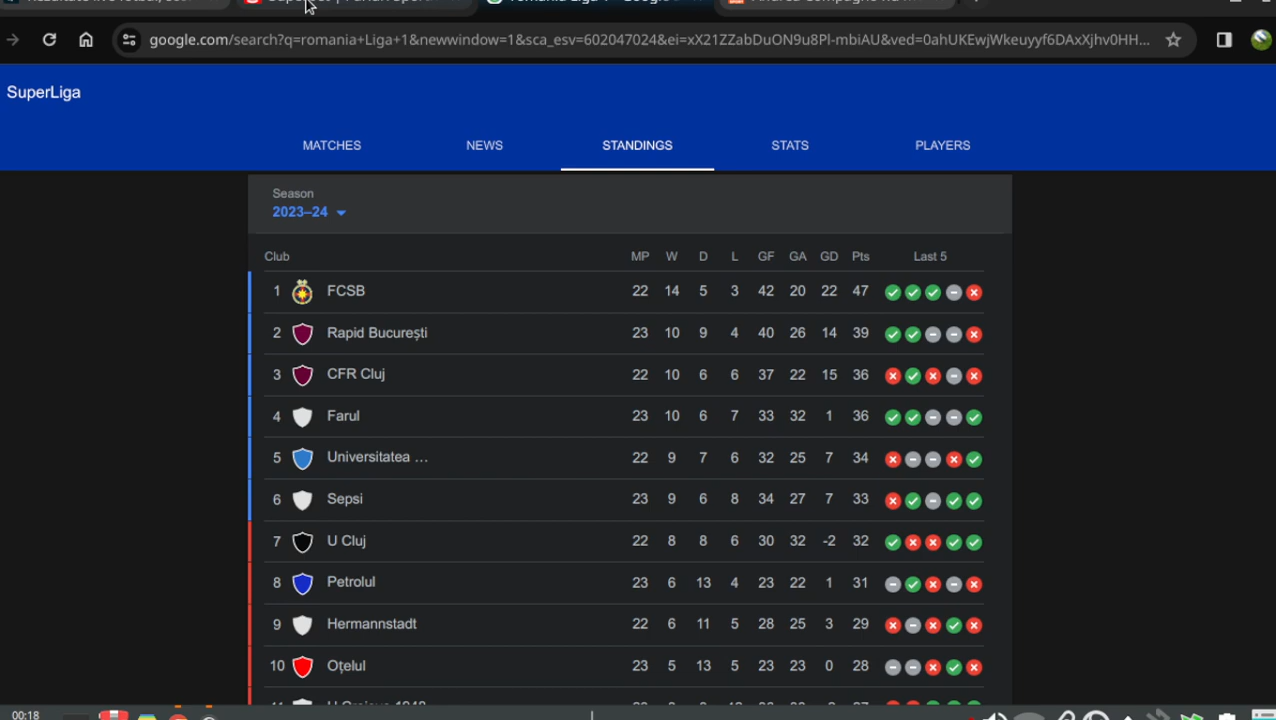 google.com/search?q=romania+Liga+1&newwindow=1&sca_esv=602047024&ei=xX21ZZabDuON9u8Pl-mbiAU&ved=0ahUKEwjWkeuyyf6DAxXjhv0HH...
SuperLiga
MATCHES NEWS STANDINGS STATS PLAYERS
Season
2023–24
Club MP W D L GF GA GD Pts Last 5
1 FCSB 22 14 5 3 42 20 22 47
2 Rapid București 23 10 9 4 40 26 14 39
3 CFR Cluj 22 10 6 6 37 22 15 36
4 Farul 23 10 6 7 33 32 1 36
5 Universitatea ... 22 9 7 6 32 25 7 34
6 Sepsi 23 9 6 8 34 27 7 33
7 U Cluj 22 8 8 6 30 32 -2 32
8 Petrolul 23 6 13 4 23 22 1 31
9 Hermannstadt 22 6 11 5 28 25 3 29
10 Oțelul 23 5 13 5 23 23 0 28
00:18